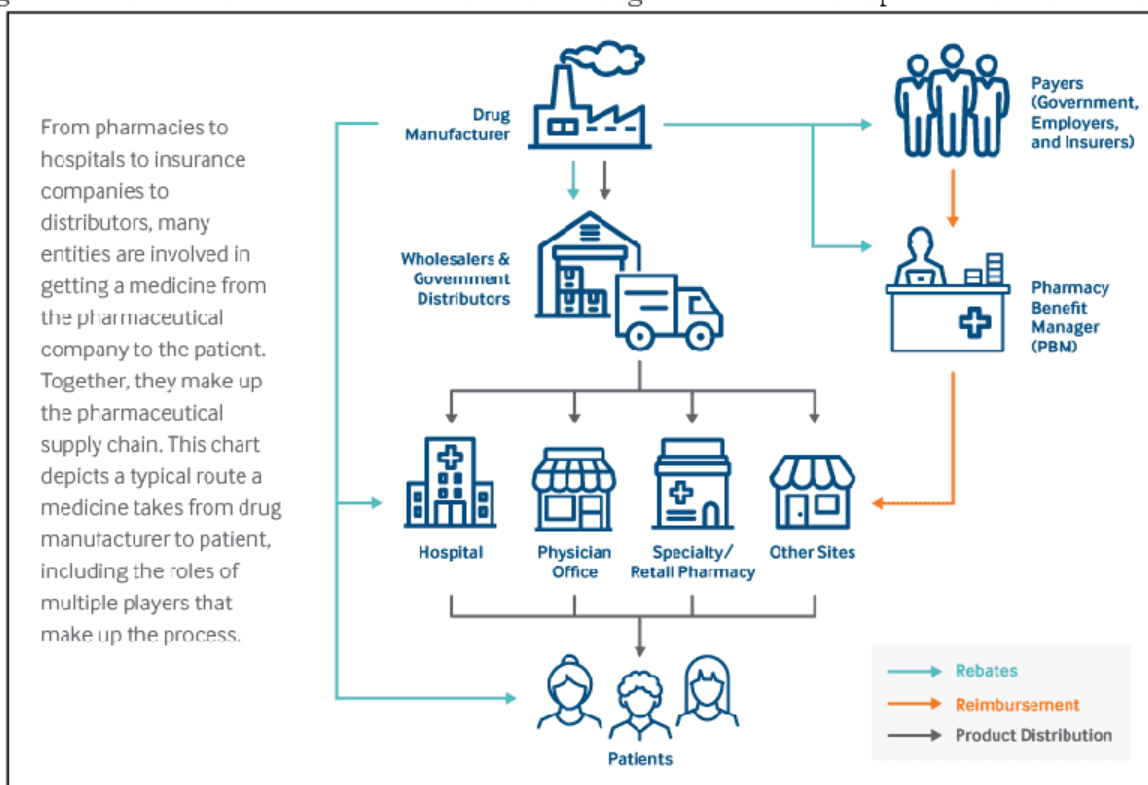 From pharmacies to
hospitals to insurance
companies to
distributors, many
entities are involved in
getting a medicine from
the pharmaceutical
company to the patient.
Together, they make up
the pharmaceutical
supply chain. This chart
depicts a typical route a
medicine takes from drug
manufacturer to patient,
including the roles of
multiple players that
make up the process.
Drug
Manufacturer
Payers
(Government,
Employers,
and Insurers)
Wholesalers &
Government
Distributors
Pharmacy
Benefit
Manager
(PBM)
Hospital
Physician
Office
Specialty/
Retail Pharmacy
Other Sites
Patients
Rebates
Reimbursement
Product Distribution